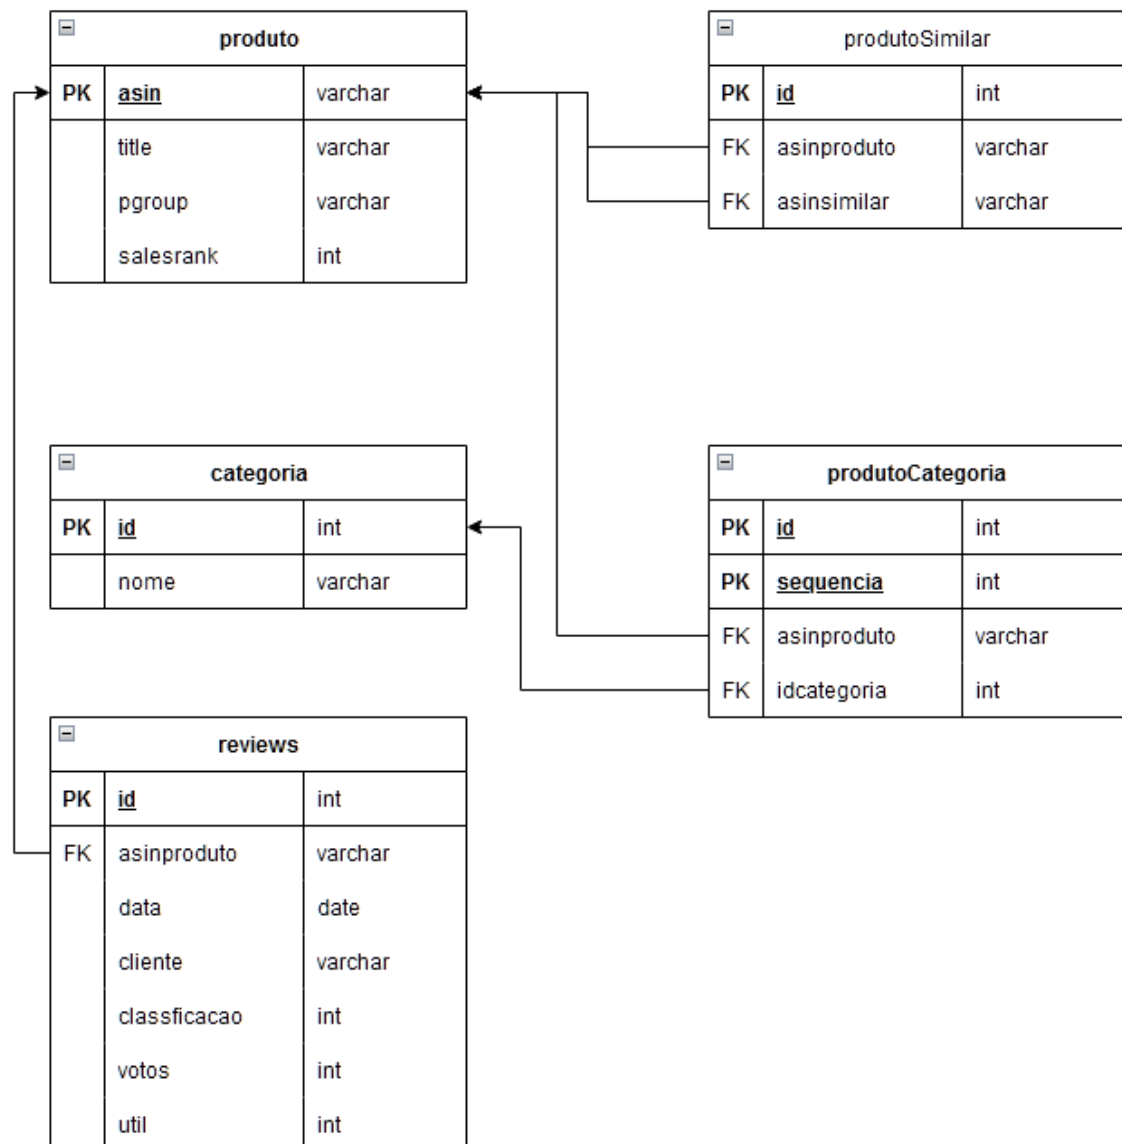 produto
PK asin varchar
title varchar
pgroup varchar
salesrank int
produtoSimilar
PK id int
FK asinproduto varchar
FK asinsimilar varchar
categoria
PK id int
nome varchar
produtoCategoria
PK id int
PK sequencia int
FK asinproduto varchar
FK idcategoria int
reviews
PK id int
FK asinproduto varchar
data date
cliente varchar
classficacao int
votos int
util int